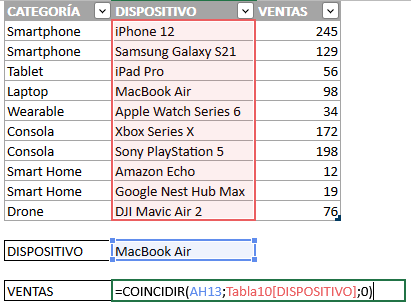 CATEGORÍA DISPOSITIVO VENTAS
Smartphone iPhone 12 245
Smartphone Samsung Galaxy S21 129
Tablet iPad Pro 56
Laptop MacBook Air 98
Wearable Apple Watch Series 6 34
Consola Xbox Series X 172
Consola Sony PlayStation 5 198
Smart Home Amazon Echo 12
Smart Home Google Nest Hub Max 19
Drone DJI Mavic Air 2 76
DISPOSITIVO MacBook Air
VENTAS =COINCIDIR(AH13;Tabla10[DISPOSITIVO];0)